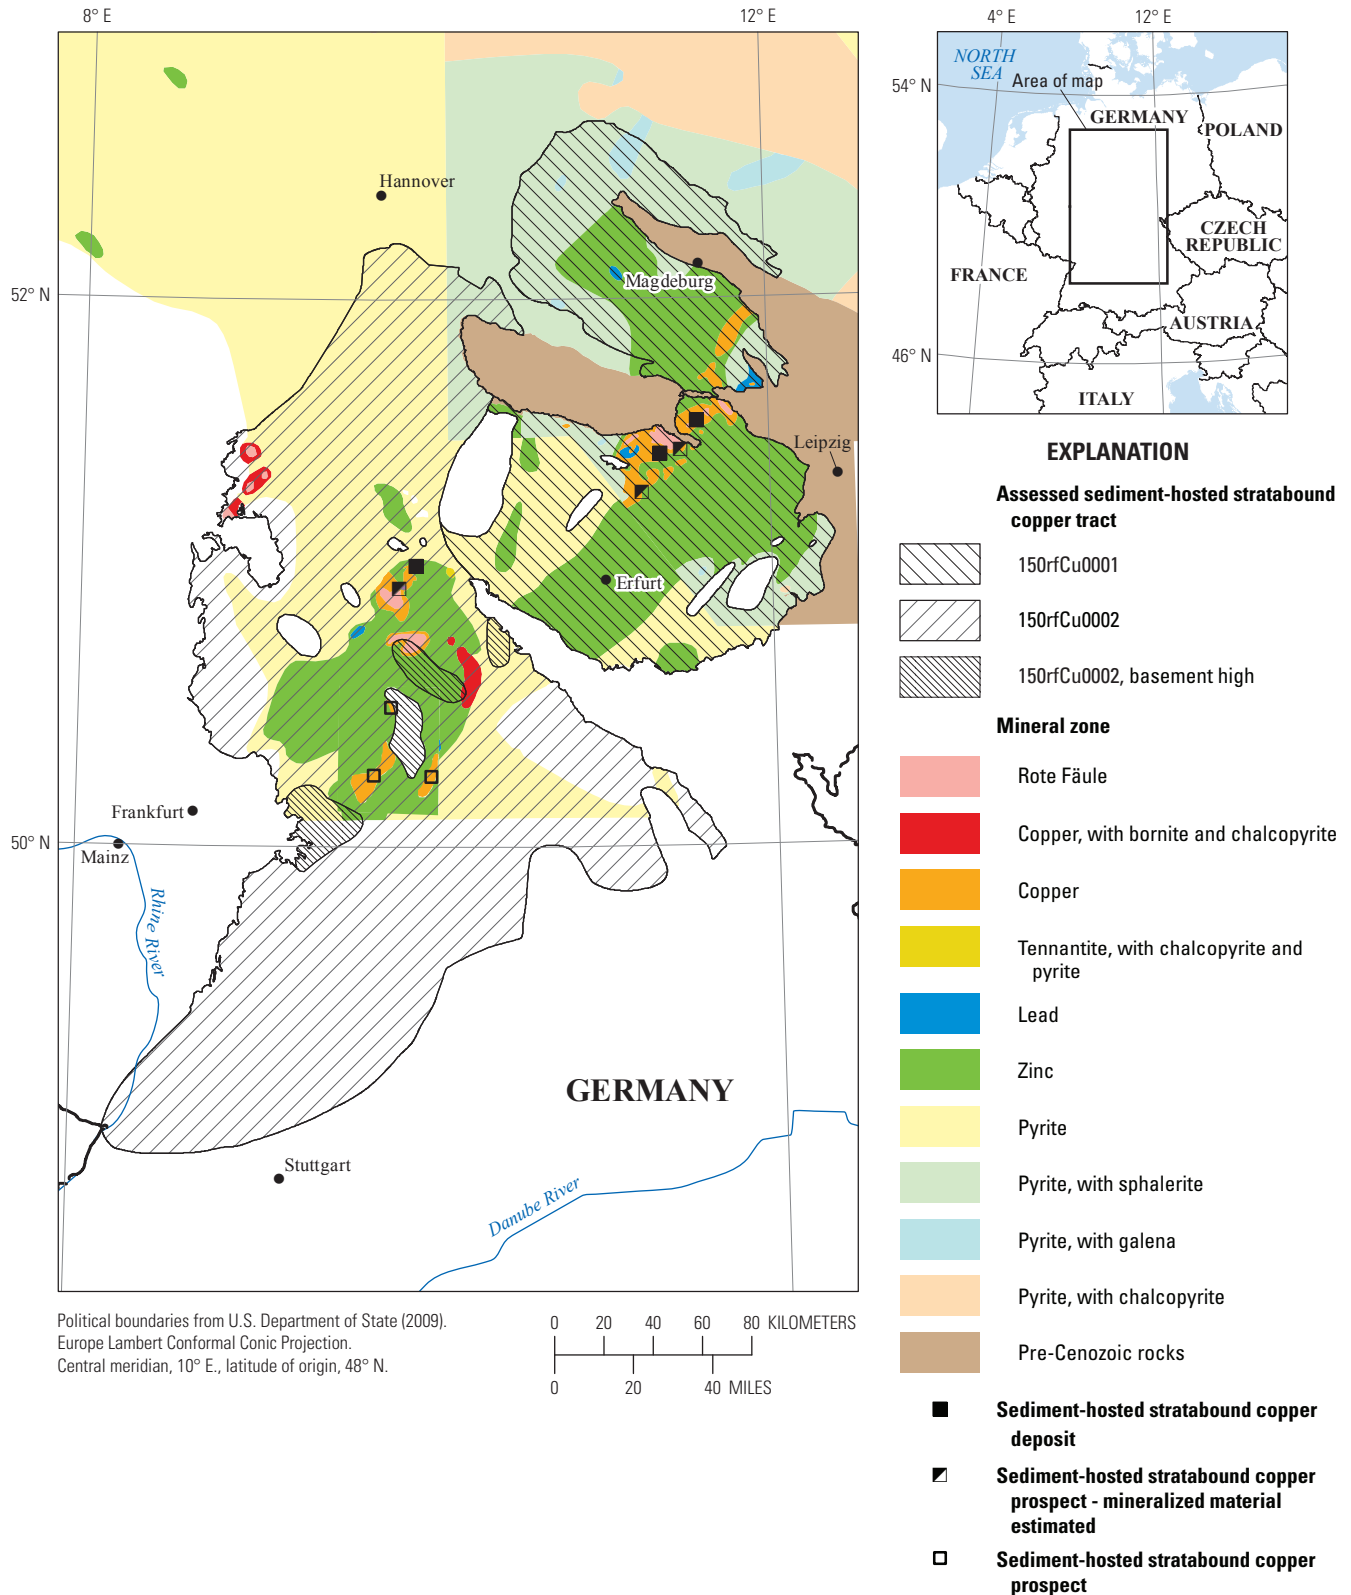 8° E
12° E
4° E
12° E
NORTH
SEA
Area of map
54° N
GERMANY
POLAND
Hannover
CZECH
REPUBLIC
FRANCE
Magdeburg
52° N
AUSTRIA
46° N
ITALY
Leipzig
EXPLANATION
Assessed sediment-hosted stratabound
copper tract
150rfCu0001
Erfurt
150rfCu0002
150rfCu0002, basement high
Mineral zone
Rote Fäule
Frankfurt
Copper, with bornite and chalcopyrite
50° N
Mainz
Copper
Rhine River
Tennantite, with chalcopyrite and
pyrite
Lead
Zinc
GERMANY
Pyrite
Stuttgart
Pyrite, with sphalerite
Danube River
Pyrite, with galena
Pyrite, with chalcopyrite
Political boundaries from U.S. Department of State (2009).
Europe Lambert Conformal Conic Projection.
Central meridian, 10° E., latitude of origin, 48° N.
0 20 40 60 80 KILOMETERS
0 20 40 MILES
Pre-Cenozoic rocks
Sediment-hosted stratabound copper
deposit
Sediment-hosted stratabound copper
prospect - mineralized material
estimated
Sediment-hosted stratabound copper
prospect